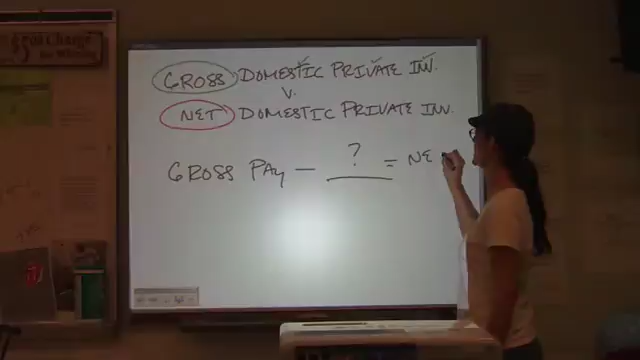 GROSS DOMESTIC PRIVATE INV.
V.
NET DOMESTIC PRIVATE INV.
GROSS PAY — ? = NE